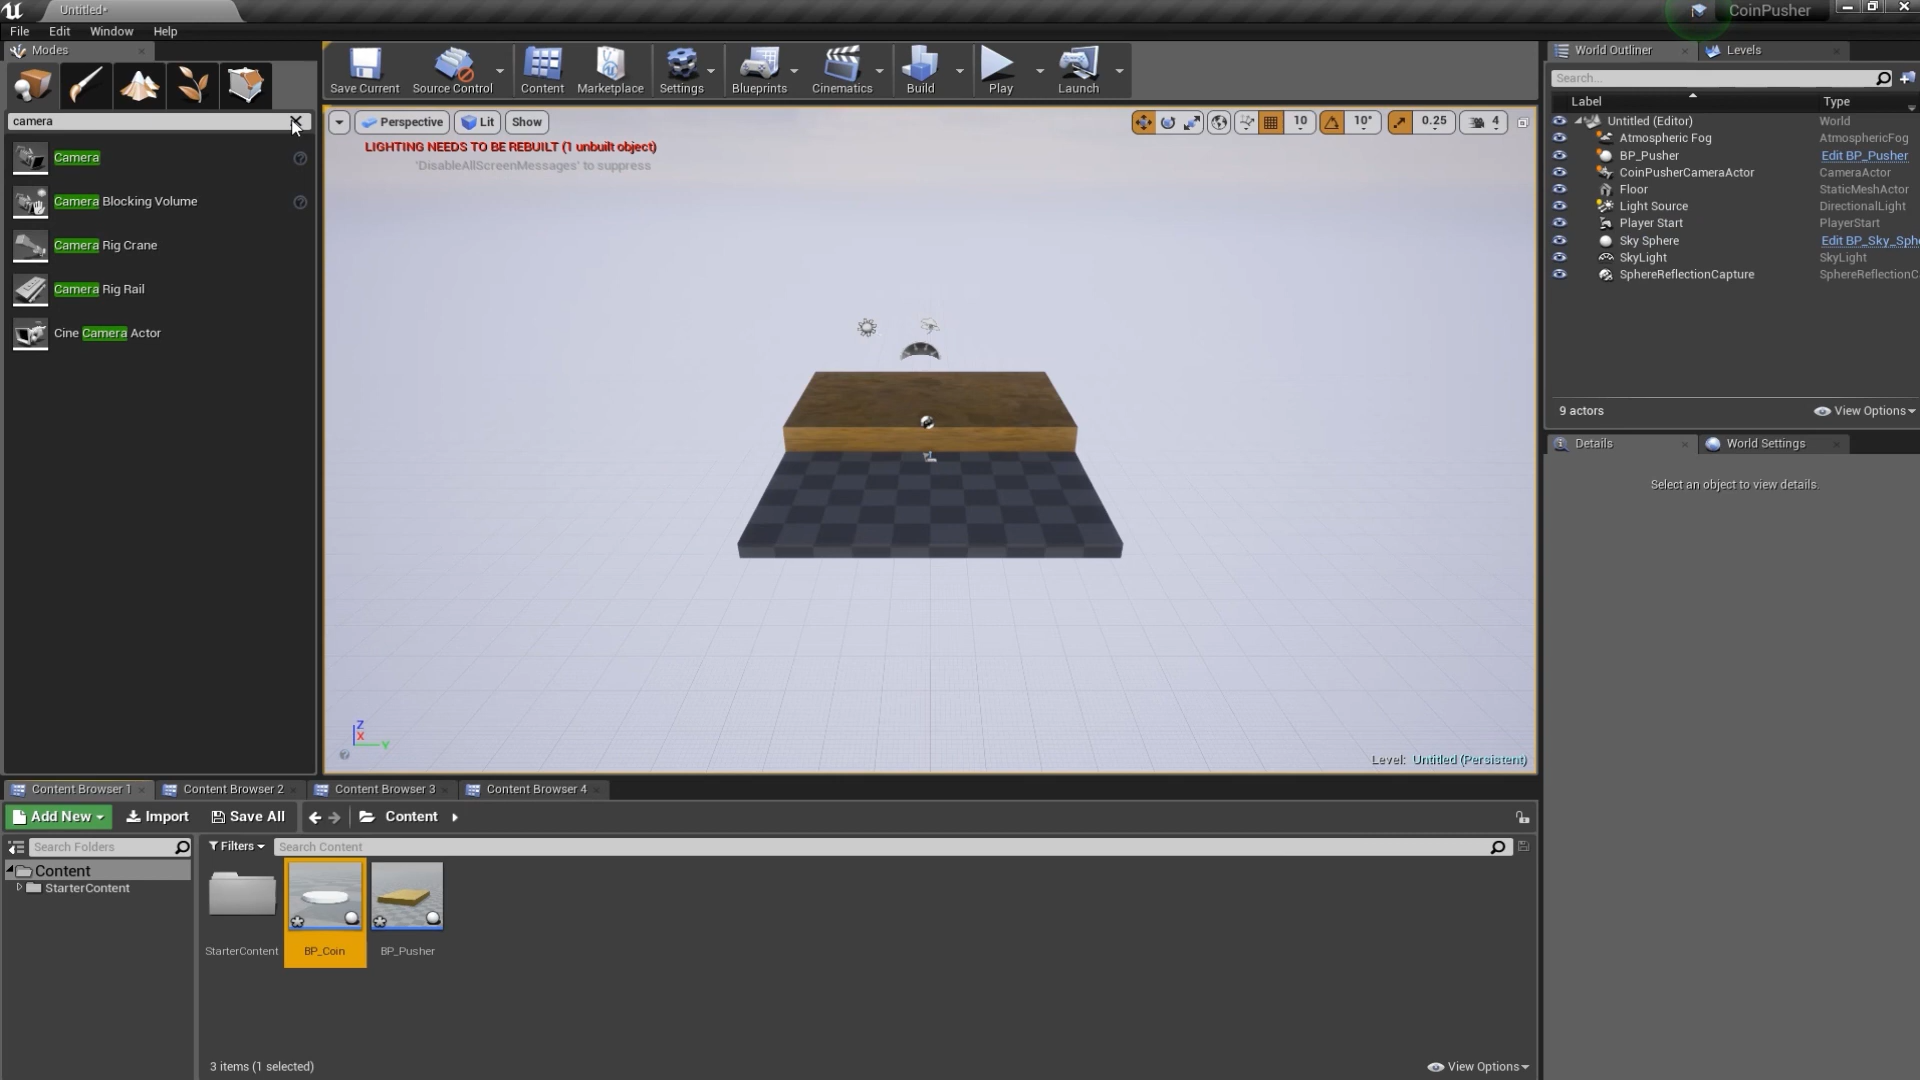 Untitled*
CoinPusher
File Edit Window Help
Modes
World Outliner
Levels
Save Current
Source Control
Content
Marketplace
Settings
Blueprints
Cinematics
Build
Play
Launch
Search...
Label
Type
camera
Perspective
Lit
Show
10
10°
0.25
4
LIGHTING NEEDS TO BE REBUILT (1 unbuilt object)
'DisableAllScreenMessages' to suppress
Camera
Camera Blocking Volume
Camera Rig Crane
Camera Rig Rail
Cine Camera Actor
Untitled (Editor) World
Atmospheric Fog AtmosphericFog
BP_Pusher Edit BP_Pusher
CoinPusherCameraActor CameraActor
Floor StaticMeshActor
Light Source DirectionalLight
Player Start PlayerStart
Sky Sphere Edit BP_Sky_Sph
SkyLight SkyLight
SphereReflectionCapture SphereReflectionC
9 actors
View Options
Details
World Settings
Select an object to view details.
Z
X
Y
Level: Untitled (Persistent)
Content Browser 1
Content Browser 2
Content Browser 3
Content Browser 4
Add New
Import
Save All
Content
Search Folders
Filters
Search Content
Content
StarterContent
StarterContent
BP_Coin
BP_Pusher
3 items (1 selected)
View Options